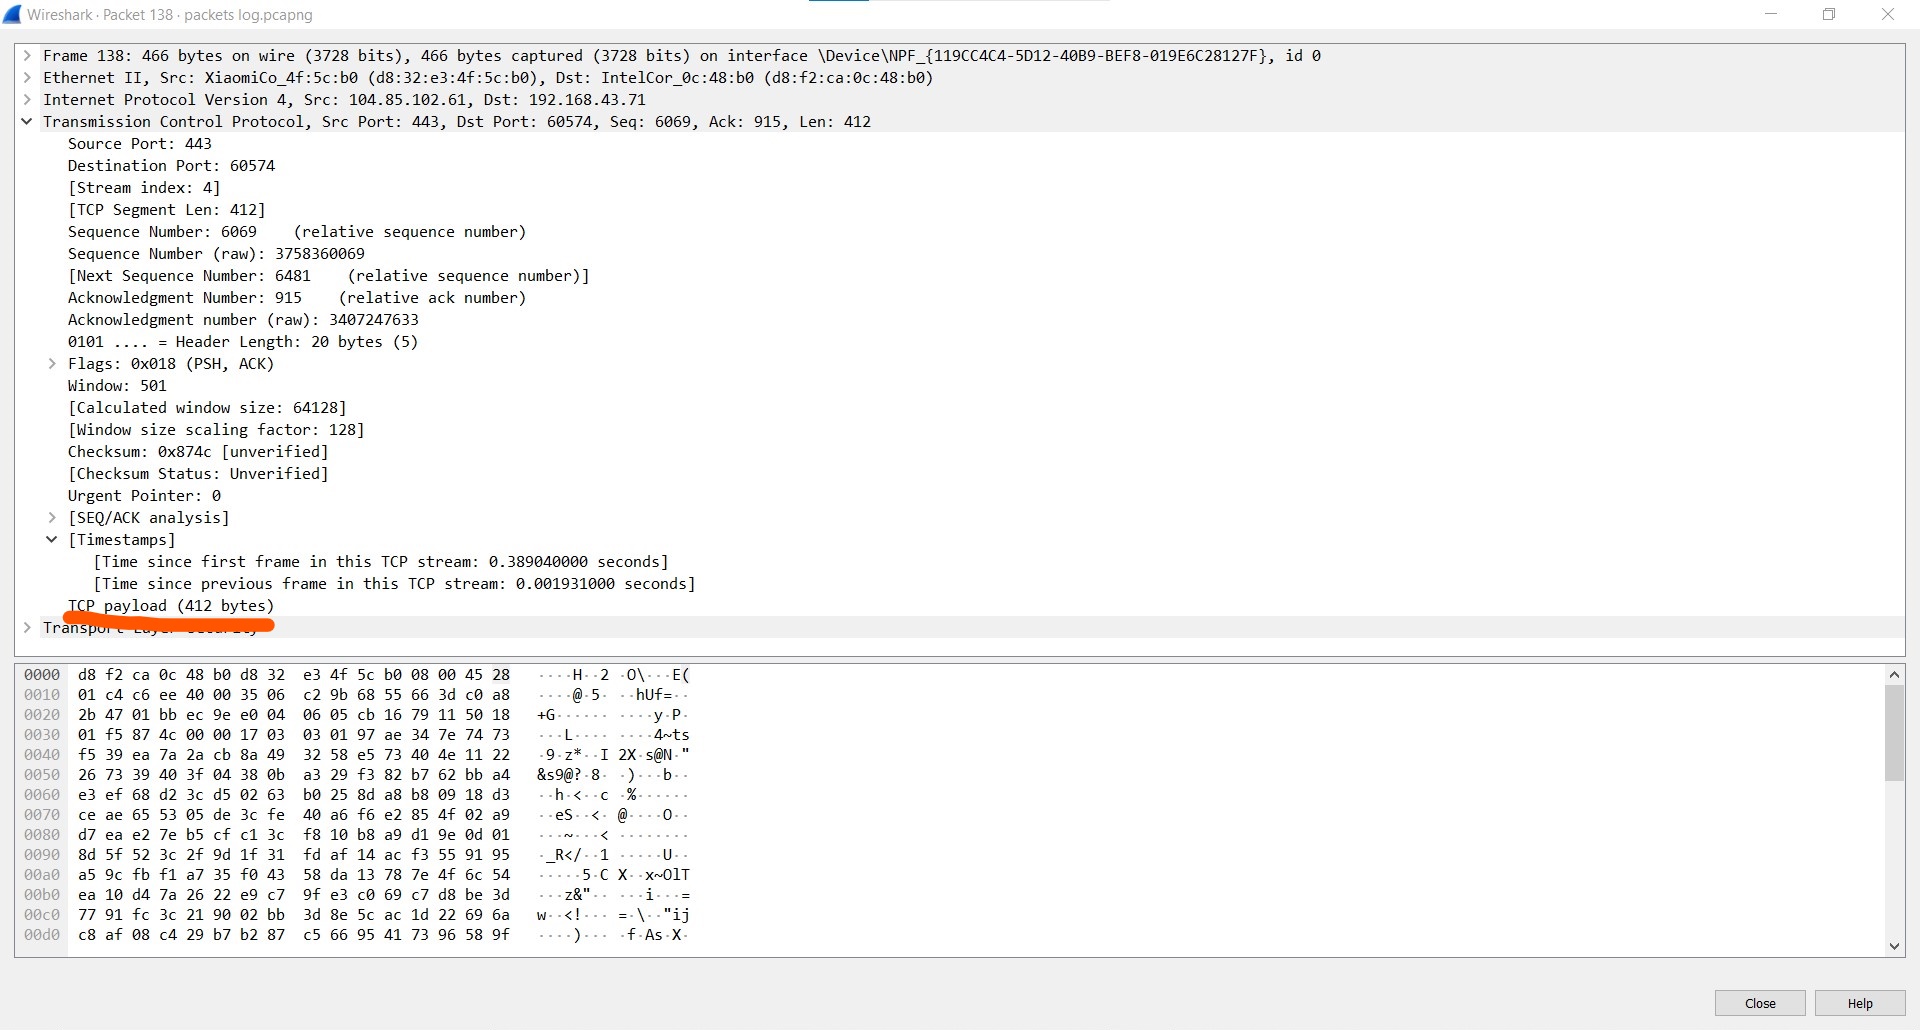 Wireshark · Packet 138 · packets log.pcapng
Frame 138: 466 bytes on wire (3728 bits), 466 bytes captured (3728 bits) on interface \Device\NPF_{119CC4C4-5D12-40B9-BEF8-019E6C28127F}, id 0
Ethernet II, Src: XiaomiCo_4f:5c:b0 (d8:32:e3:4f:5c:b0), Dst: IntelCor_0c:48:b0 (d8:f2:ca:0c:48:b0)
Internet Protocol Version 4, Src: 104.85.102.61, Dst: 192.168.43.71
Transmission Control Protocol, Src Port: 443, Dst Port: 60574, Seq: 6069, Ack: 915, Len: 412
Source Port: 443
Destination Port: 60574
[Stream index: 4]
[TCP Segment Len: 412]
Sequence Number: 6069    (relative sequence number)
Sequence Number (raw): 3758360069
[Next Sequence Number: 6481    (relative sequence number)]
Acknowledgment Number: 915    (relative ack number)
Acknowledgment number (raw): 3407247633
0101 .... = Header Length: 20 bytes (5)
Flags: 0x018 (PSH, ACK)
Window: 501
[Calculated window size: 64128]
[Window size scaling factor: 128]
Checksum: 0x874c [unverified]
[Checksum Status: Unverified]
Urgent Pointer: 0
[SEQ/ACK analysis]
[Timestamps]
[Time since first frame in this TCP stream: 0.389040000 seconds]
[Time since previous frame in this TCP stream: 0.001931000 seconds]
TCP payload (412 bytes)
Transport Layer Security
0000 d8 f2 ca 0c 48 b0 d8 32 e3 4f 5c b0 08 00 45 28 ····H··2 ·O\···E(
0010 01 c4 c6 ee 40 00 35 06 c2 9b 68 55 66 3d c0 a8 ····@·5· ··hUf=··
0020 2b 47 01 bb ec 9e e0 04 06 05 cb 16 79 11 50 18 +G······ ····y·P·
0030 01 f5 87 4c 00 00 17 03 03 01 97 ae 34 7e 74 73 ···L···· ····4~ts
0040 f5 39 ea 7a 2a cb 8a 49 32 58 e5 73 40 4e 11 22 ·9·z*··I 2X·s@N·"
0050 26 73 39 40 3f 04 38 0b a3 29 f3 82 b7 62 bb a4 &s9@?·8· ·)···b··
0060 e3 ef 68 d2 3c d5 02 63 b0 25 8d a8 b8 09 18 d3 ··h·<··c ·%······
0070 ce ae 65 53 05 de 3c fe 40 a6 f6 e2 85 4f 02 a9 ··eS··<· @····O··
0080 d7 ea e2 7e b5 cf c1 3c f8 10 b8 a9 d1 9e 0d 01 ···~···< ········
0090 8d 5f 52 3c 2f 9d 1f 31 fd af 14 ac f3 55 91 95 ·_R</··1 ·····U··
00a0 a5 9c fb f1 a7 35 f0 43 58 da 13 78 7e 4f 6c 54 ·····5·C X··x~OlT
00b0 ea 10 d4 7a 26 22 e9 c7 9f e3 c0 69 c7 d8 be 3d ···z&"·· ···i···=
00c0 77 91 fc 3c 21 90 02 bb 3d 8e 5c ac 1d 22 69 6a w··<!··· =·\··"ij
00d0 c8 af 08 c4 29 b7 b2 87 c5 66 95 41 73 96 58 9f ····)··· ·f·As·X·
Close
Help